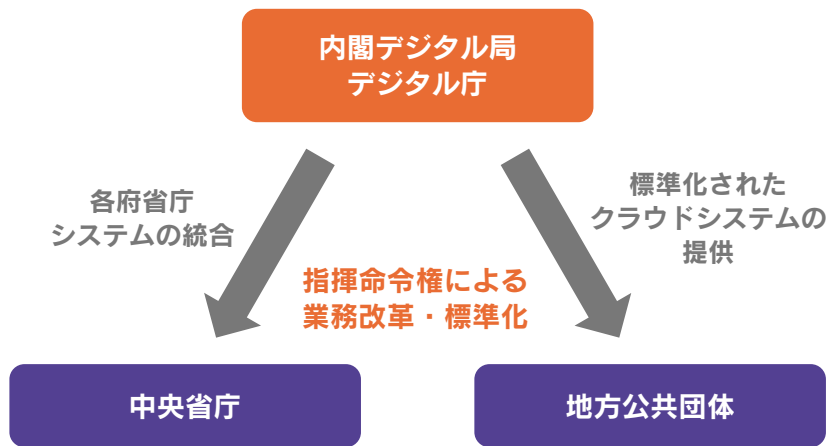 内閣デジタル局
デジタル庁
各府省庁
システムの統合
標準化された
クラウドシステムの
提供
指揮命令権による
業務改革・標準化
中央省庁
地方公共団体